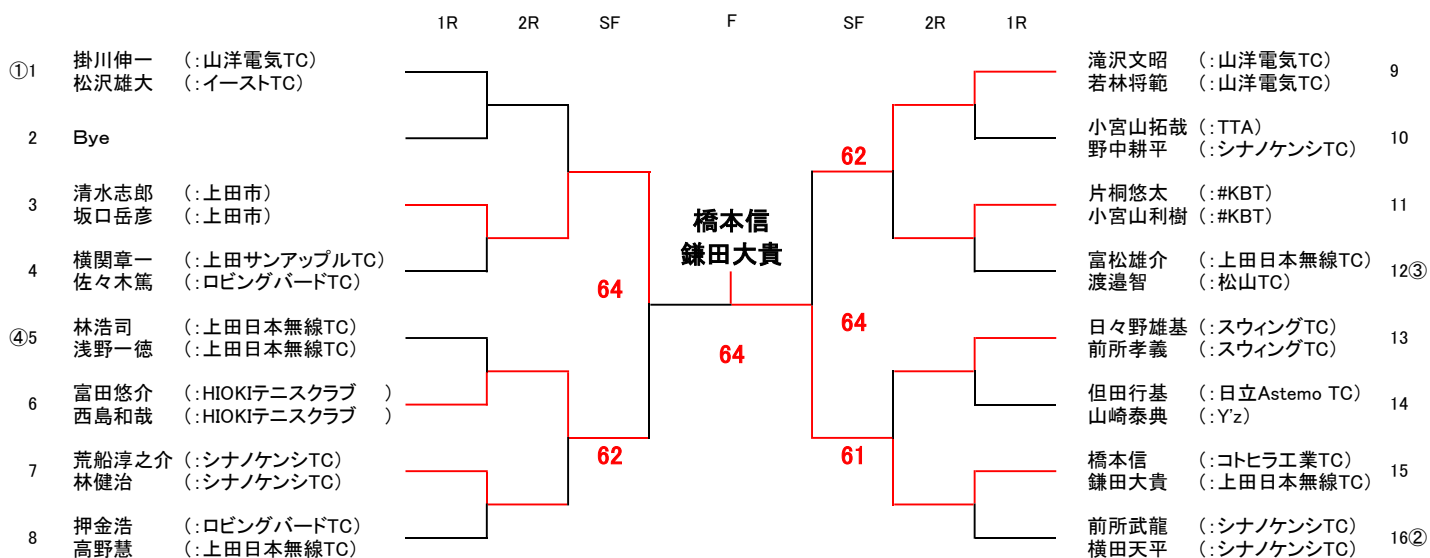 1R 2R SF F SF 2R 1R
①1 掛川伸一 (:山洋電気TC)
松沢雄大 (:イーストTC)
2 Bye
3 清水志郎 (:上田市)
坂口岳彦 (:上田市)
4 横関章一 (:上田サンアップルTC)
佐々木篤 (:ロビングバードTC)
④5 林浩司 (:上田日本無線TC)
浅野一徳 (:上田日本無線TC)
6 富田悠介 (:HIOKIテニスクラブ )
西島和哉 (:HIOKIテニスクラブ )
7 荒船淳之介 (:シナノケンシTC)
林健治 (:シナノケンシTC)
8 押金浩 (:ロビングバードTC)
高野慧 (:上田日本無線TC)
64
62
橋本信
鎌田大貴
64
62
64
61
滝沢文昭 (:山洋電気TC) 9
若林将範 (:山洋電気TC)
小宮山拓哉 (:TTA) 10
野中耕平 (:シナノケンシTC)
片桐悠太 (:#KBT) 11
小宮山利樹 (:#KBT)
富松雄介 (:上田日本無線TC) 12③
渡邉智 (:松山TC)
日々野雄基 (:スウィングTC) 13
前所孝義 (:スウィングTC)
但田行基 (:日立Astemo TC) 14
山崎泰典 (:Y'z)
橋本信 (:コトヒラ工業TC) 15
鎌田大貴 (:上田日本無線TC)
前所武龍 (:シナノケンシTC) 16②
横田天平 (:シナノケンシTC)